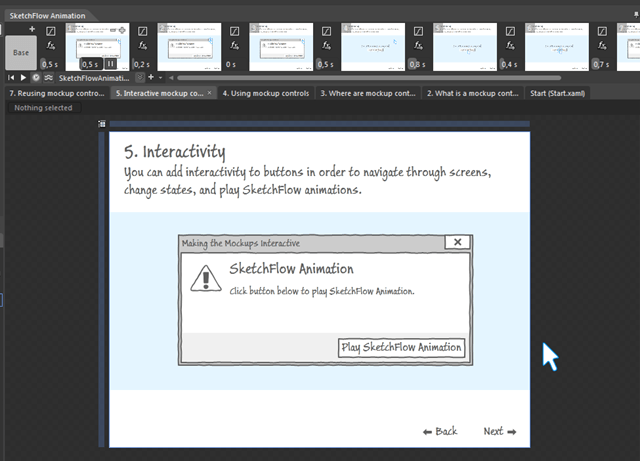 SketchFlow Animation
Base
0,5 s
0,5 s
0,2 s
0 s
0,5 s
0,8 s
0,4 s
0,7 s
SketchFlowAnimati...
7. Reusing mockup contro...
5. Interactive mockup co...
4. Using mockup controls
3. Where are mockup cont...
2. What is a mockup cont...
Start (Start.xaml)
Nothing selected
5. Interactivity
You can add interactivity to buttons in order to navigate through screens,
change states, and play SketchFlow animations.
Making the Mockups Interactive
SketchFlow Animation
Click button below to play SketchFlow Animation.
Play SketchFlow Animation
Back
Next